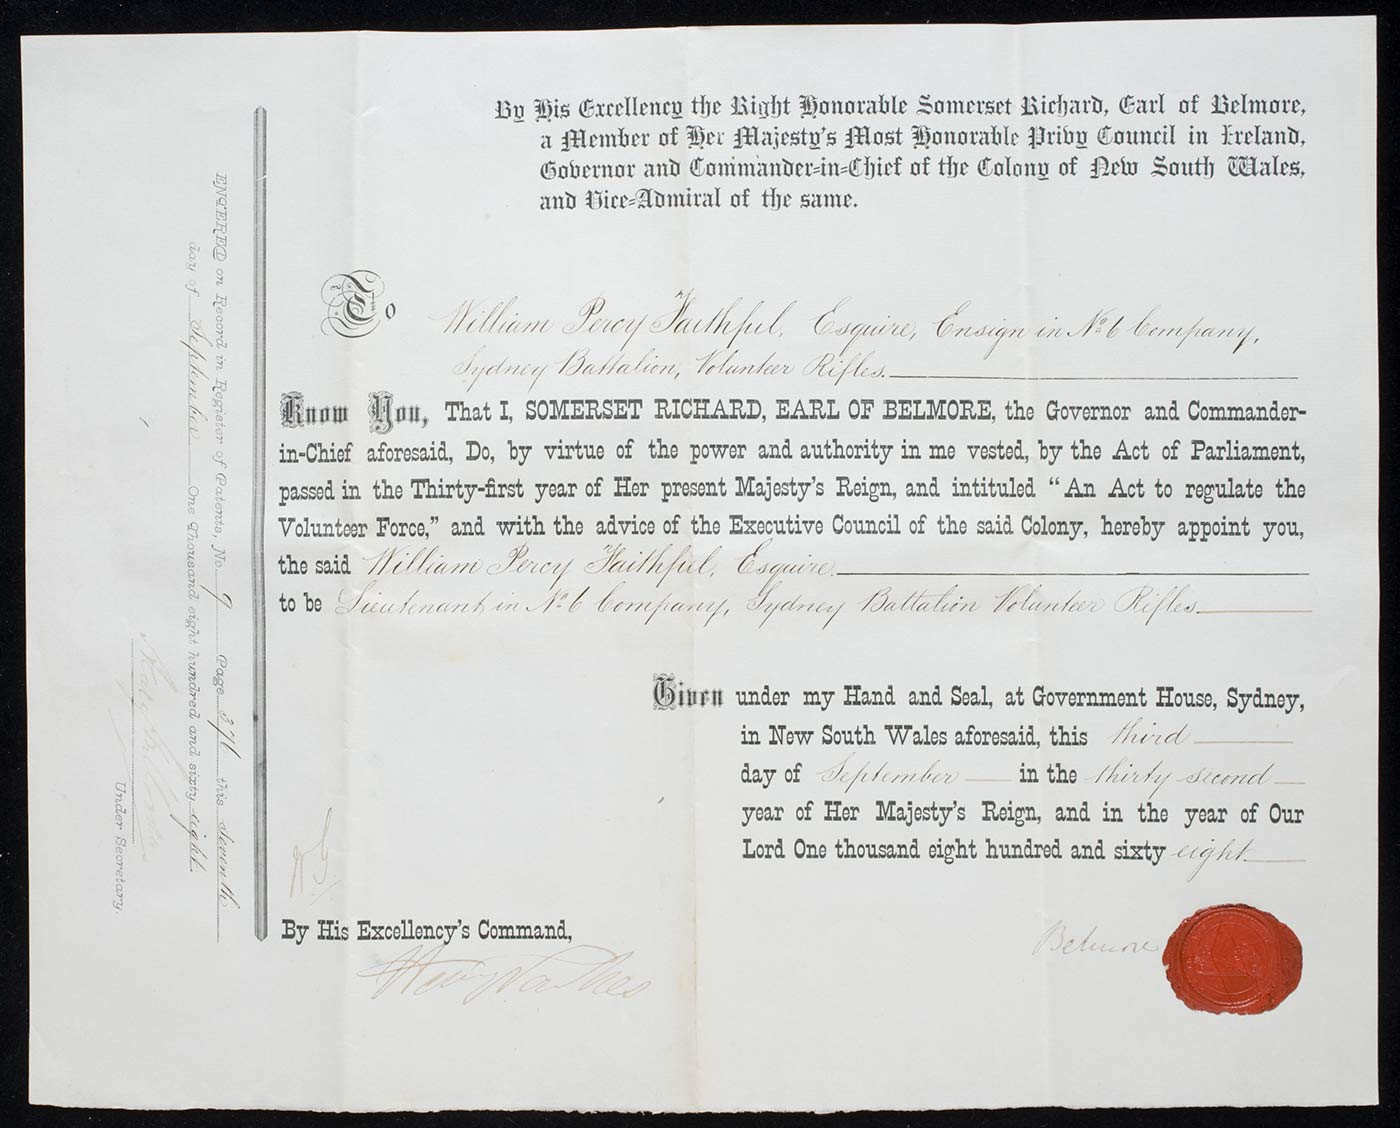 By His Excellency the Right Honorable Somerset Richard, Earl of Belmore,
a Member of Her Majesty's Most Honorable Privy Council in Ireland,
Governor and Commander-in-Chief of the Colony of New South Wales,
and Vice-Admiral of the same.
To William Percy Faithful, Esquire, Ensign in No. 6 Company,
Sydney Battalion, Volunteer Rifles.
Know You, That I, SOMERSET RICHARD, EARL OF BELMORE, the Governor and Commander-
in-Chief aforesaid, Do, by virtue of the power and authority in me vested, by the Act of Parliament,
passed in the Thirty-first year of Her present Majesty's Reign, and intituled "An Act to regulate the
Volunteer Force," and with the advice of the Executive Council of the said Colony, hereby appoint you,
the said William Percy Faithful, Esquire.
to be Lieutenant in No. 6 Company, Sydney Battalion Volunteer Rifles
Given under my Hand and Seal, at Government House, Sydney,
in New South Wales aforesaid, this third
day of September in the thirty second
year of Her Majesty's Reign, and in the year of Our
Lord One thousand eight hundred and sixty eight
Belmore
By His Excellency's Command,
Henry Parkes
ENTERED on Record in Register of Patents, No. 9 Page this Seventh
day of September One Thousand eight hundred and sixty eight.
Under Secretary.